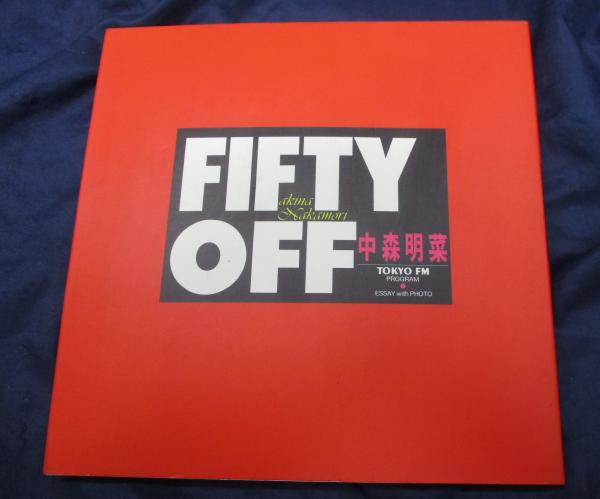 FIFTY
akina
Nakamori
OFF
中森明菜
TOKYO FM
PROGRAM
ESSAY with PHOTO